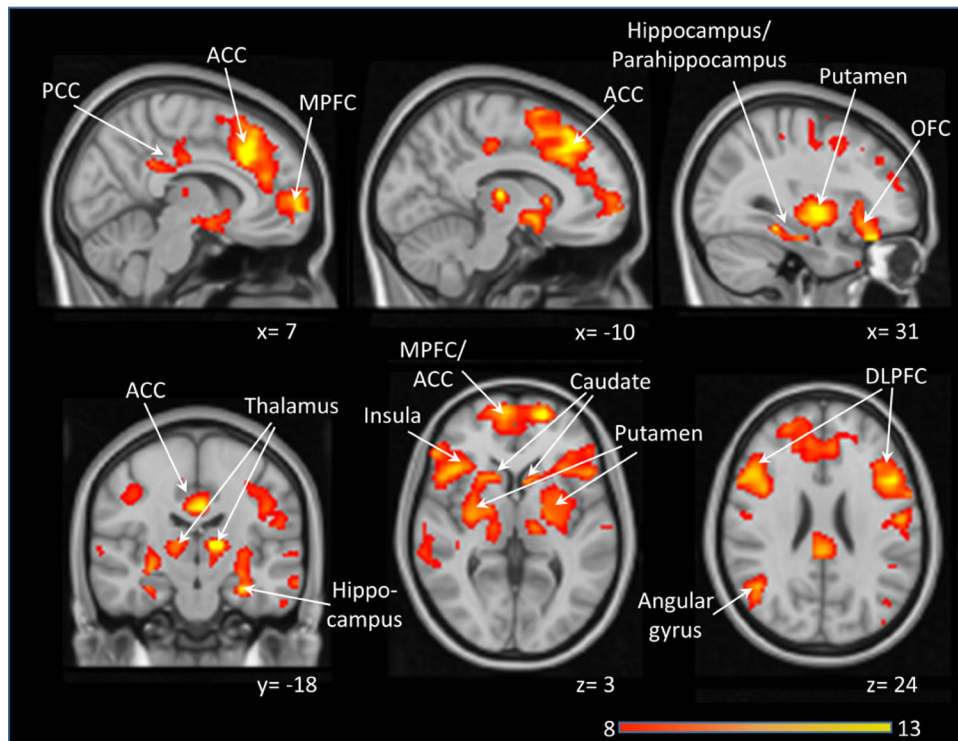 ACC
PCC
MPFC
x= 7
ACC
x= -10
Hippocampus/
Parahippocampus
Putamen
OFC
x= 31
ACC
Thalamus
Hippo-
campus
y= -18
MPFC/
ACC
Caudate
Insula
Putamen
z= 3
DLPFC
Angular
gyrus
z= 24
8
13